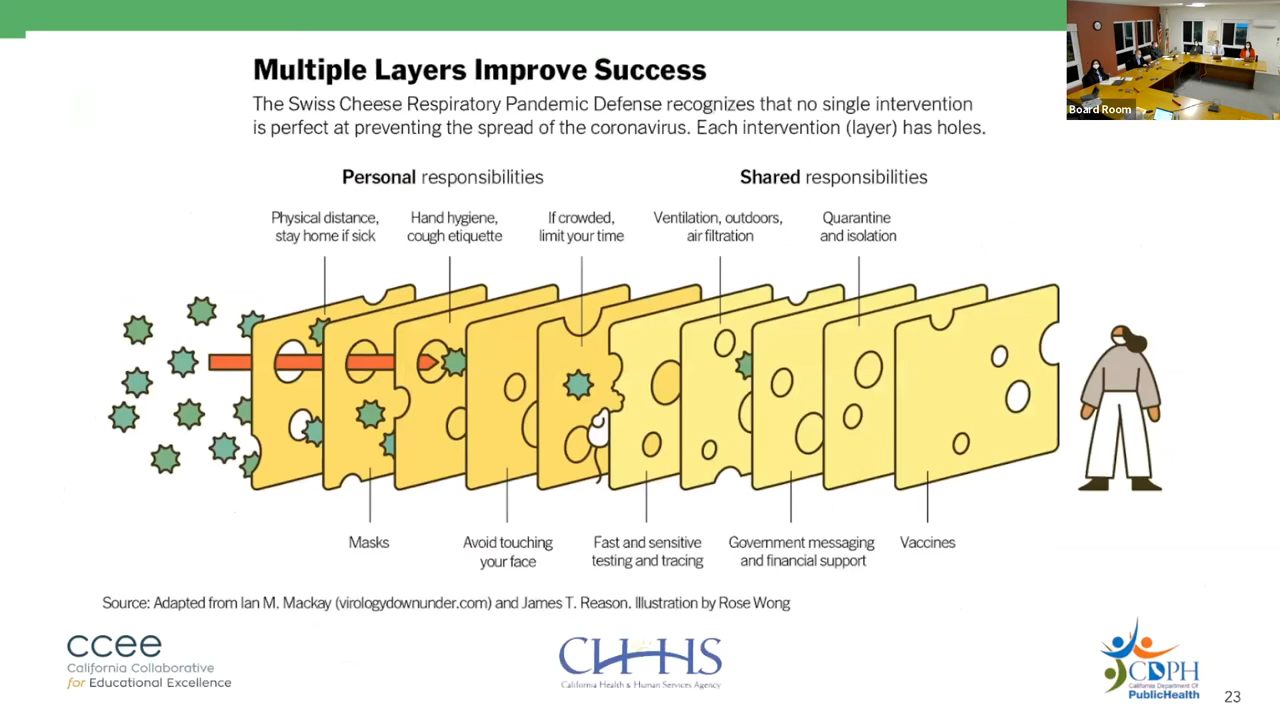 Multiple Layers Improve Success
The Swiss Cheese Respiratory Pandemic Defense recognizes that no single intervention
is perfect at preventing the spread of the coronavirus. Each intervention (layer) has holes.
Board Room
Personal responsibilities
Shared responsibilities
Physical distance,
stay home if sick
Hand hygiene,
cough etiquette
If crowded,
limit your time
Ventilation, outdoors,
air filtration
Quarantine
and isolation
Masks
Avoid touching
your face
Fast and sensitive
testing and tracing
Government messaging
and financial support
Vaccines
Source: Adapted from Ian M. Mackay (virologydownunder.com) and James T. Reason. Illustration by Rose Wong
ccee
California Collaborative
for Educational Excellence
CHHS
California Health & Human Services Agency
CDPH
California Department Of
PublicHealth
23